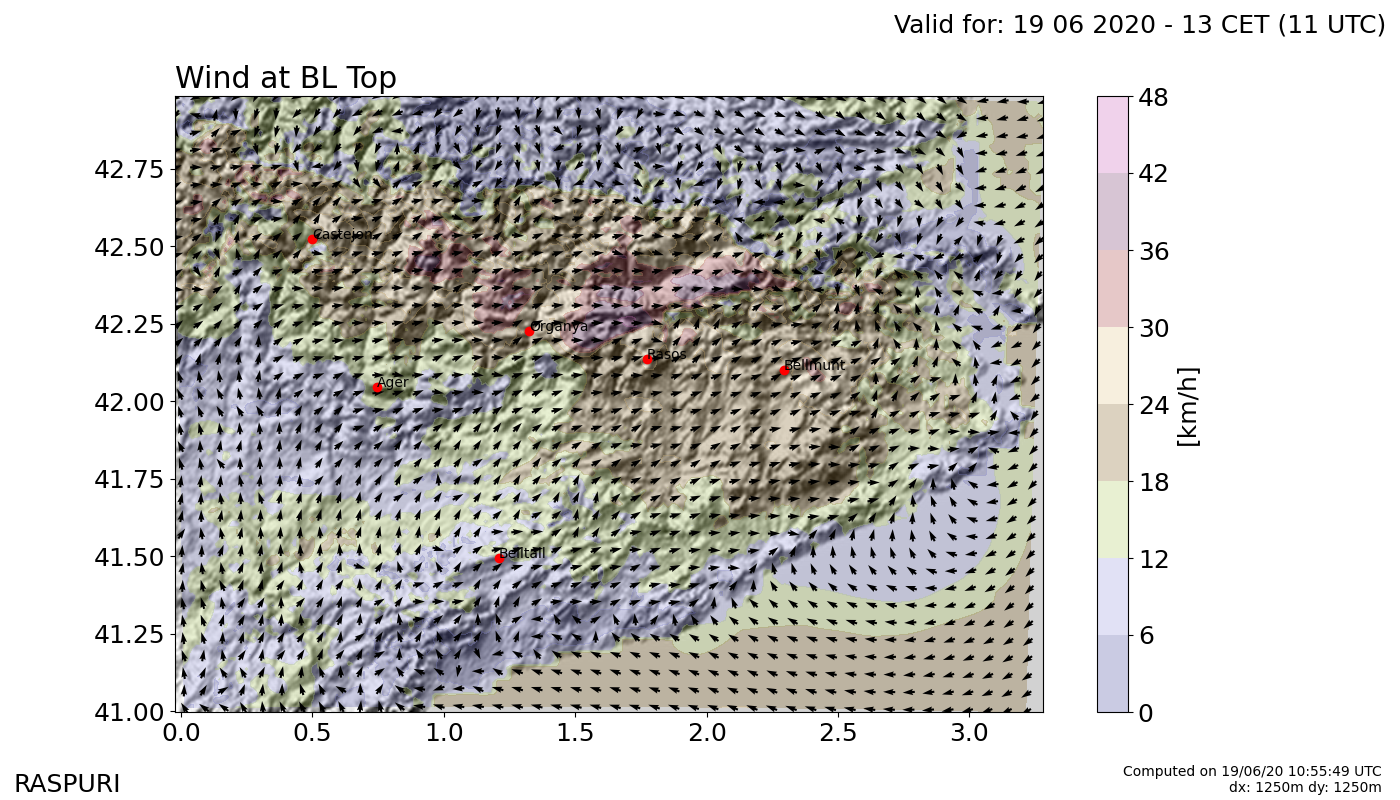 Valid for: 19 06 2020 - 13 CET (11 UTC)
Wind at BL Top
48
42
36
30
24
18
12
6
0
[km/h]
42.75
42.50
42.25
42.00
41.75
41.50
41.25
41.00
Castejon
Organya
Rasos
Bellmunt
Ager
Belltall
0.0 0.5 1.0 1.5 2.0 2.5 3.0
RASPURI
Computed on 19/06/20 10:55:49 UTC
dx: 1250m dy: 1250m